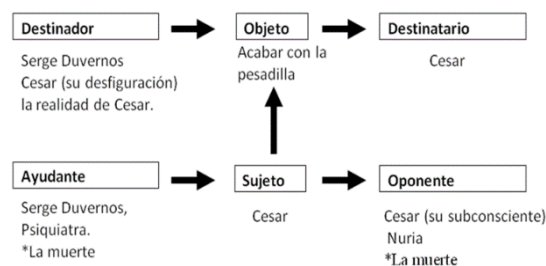 Destinador
Objeto
Destinatario
Serge Duvernos
Cesar (su desfiguración)
la realidad de Cesar.
Acabar con la
pesadilla
Cesar
Ayudante
Sujeto
Oponente
Serge Duvernos,
Psiquiatra.
*La muerte
Cesar
Cesar (su subconsciente)
Nuria
*La muerte